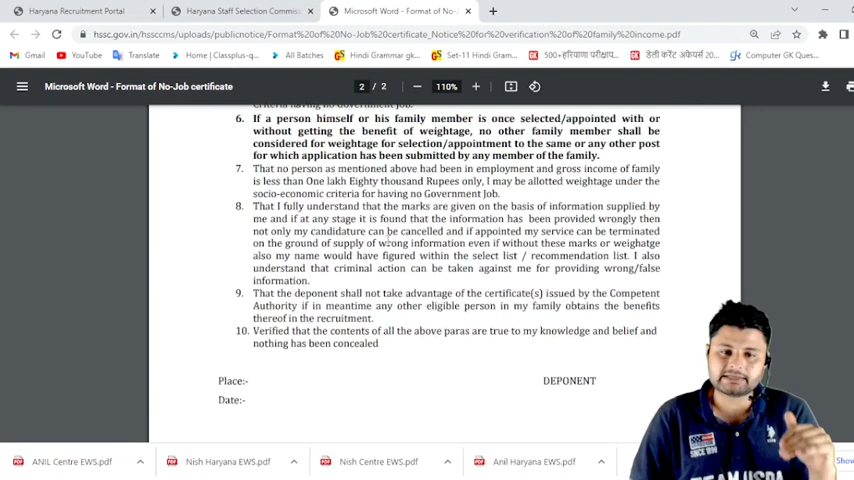 Haryana Recruitment Portal
Haryana Staff Selection Commiss
Microsoft Word - Format of No-Jo
hssc.gov.in/hssccms/uploads/publicnotice/Format%20of%20No-Job%20certificate_Notice%20for%20verification%20of%20family%20income.pdf
Gmail
YouTube
Translate
Home | Classplus-q...
All Batches
Hindi Grammar gk...
Set-11 Hindi Gram...
500+हरियाणा परीक्षाप...
डेली करेंट अफेयर्स 20...
Computer GK Ques...
Microsoft Word - Format of No-Job certificate
2 / 2
110%
Criteria having no Government job.
6. If a person himself or his family member is once selected/appointed with or
without getting the benefit of weightage, no other family member shall be
considered for weightage for selection/appointment to the same or any other post
for which application has been submitted by any member of the family.
7. That no person as mentioned above had been in employment and gross income of family
is less than One lakh Eighty thousand Rupees only, I may be allotted weightage under the
socio-economic criteria for having no Government Job.
8. That I fully understand that the marks are given on the basis of information supplied by
me and if at any stage it is found that the information has been provided wrongly then
not only my candidature can be cancelled and if appointed my service can be terminated
on the ground of supply of wrong information even if without these marks or weighatge
also my name would have figured within the select list / recommendation list. I also
understand that criminal action can be taken against me for providing wrong/false
information.
9. That the deponent shall not take advantage of the certificate(s) issued by the Competent
Authority if in meantime any other eligible person in my family obtains the benefits
thereof in the recruitment.
10. Verified that the contents of all the above paras are true to my knowledge and belief and
nothing has been concealed
Place:-
DEPONENT
Date:-
ANIL Centre EWS.pdf
Nish Haryana EWS.pdf
Nish Centre EWS.pdf
Anil Haryana EWS.pdf
Show
TEAM USPA